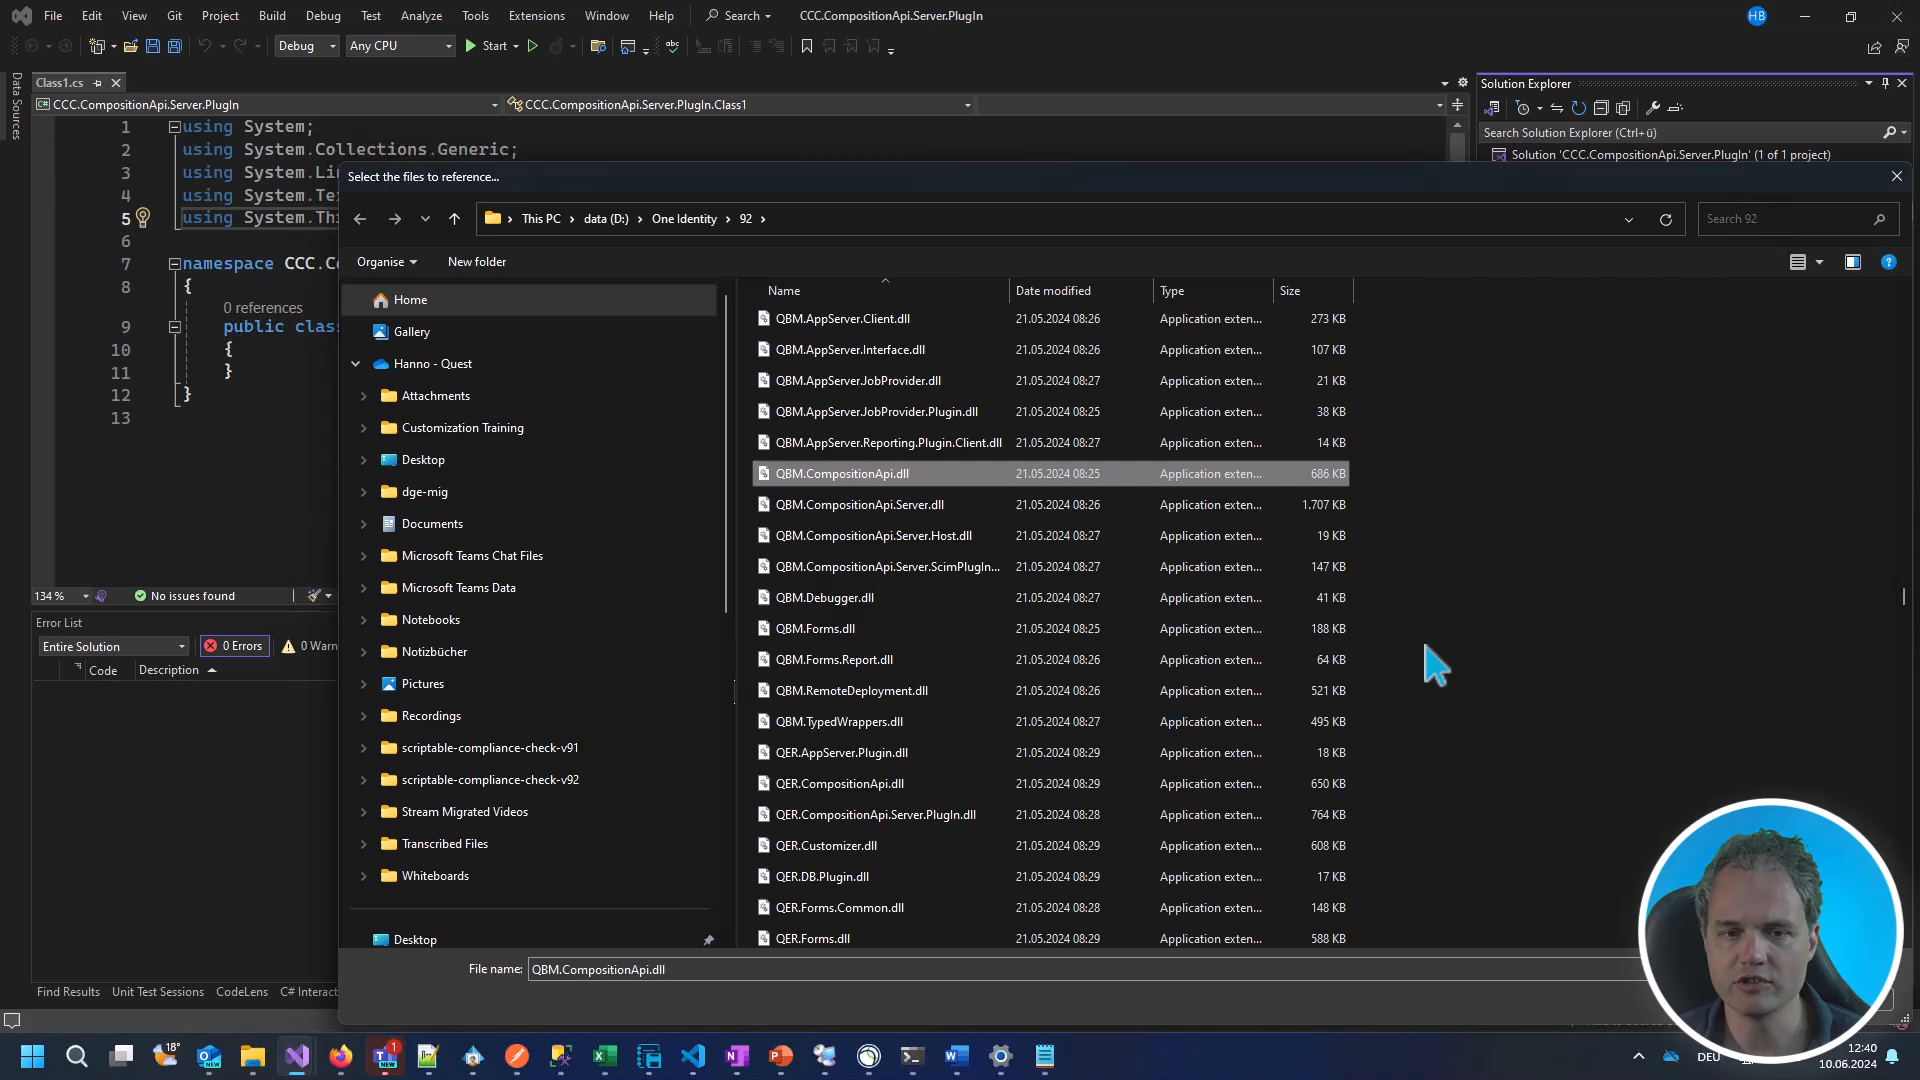 File Edit View Git Project Build Debug Test Analyze Tools Extensions Window Help Search CCC.CompositionApi.Server.PlugIn HB
Debug Any CPU Start
Class1.cs
Solution Explorer
CCC.CompositionApi.Server.PlugIn CCC.CompositionApi.Server.PlugIn.Class1
Data Sources
Search Solution Explorer (Ctrl+ü)
Solution 'CCC.CompositionApi.Server.PlugIn' (1 of 1 project)
1 using System;
2 using System.Collections.Generic;
3 using System.Li
4 using System.Te
5 using System.Th
6
7 namespace CCC.C
8 {
0 references
9 public clas
10 {
11 }
12 }
13
134 % No issues found
Error List
Entire Solution 0 Errors 0 Warn
Code Description
Find Results Unit Test Sessions CodeLens C# Interact
Select the files to reference...
This PC data (D:) One Identity 92 Search 92
Organise New folder
Home
Gallery
Hanno - Quest
Attachments
Customization Training
Desktop
dge-mig
Documents
Microsoft Teams Chat Files
Microsoft Teams Data
Notebooks
Notizbücher
Pictures
Recordings
scriptable-compliance-check-v91
scriptable-compliance-check-v92
Stream Migrated Videos
Transcribed Files
Whiteboards
Desktop
Name Date modified Type Size
QBM.AppServer.Client.dll 21.05.2024 08:26 Application exten... 273 KB
QBM.AppServer.Interface.dll 21.05.2024 08:26 Application exten... 107 KB
QBM.AppServer.JobProvider.dll 21.05.2024 08:27 Application exten... 21 KB
QBM.AppServer.JobProvider.Plugin.dll 21.05.2024 08:25 Application exten... 38 KB
QBM.AppServer.Reporting.Plugin.Client.dll 21.05.2024 08:27 Application exten... 14 KB
QBM.CompositionApi.dll 21.05.2024 08:25 Application exten... 686 KB
QBM.CompositionApi.Server.dll 21.05.2024 08:26 Application exten... 1.707 KB
QBM.CompositionApi.Server.Host.dll 21.05.2024 08:27 Application exten... 19 KB
QBM.CompositionApi.Server.ScimPlugIn... 21.05.2024 08:27 Application exten... 147 KB
QBM.Debugger.dll 21.05.2024 08:27 Application exten... 41 KB
QBM.Forms.dll 21.05.2024 08:25 Application exten... 188 KB
QBM.Forms.Report.dll 21.05.2024 08:26 Application exten... 64 KB
QBM.RemoteDeployment.dll 21.05.2024 08:26 Application exten... 521 KB
QBM.TypedWrappers.dll 21.05.2024 08:27 Application exten... 495 KB
QER.AppServer.Plugin.dll 21.05.2024 08:29 Application exten... 18 KB
QER.CompositionApi.dll 21.05.2024 08:29 Application exten... 650 KB
QER.CompositionApi.Server.PlugIn.dll 21.05.2024 08:28 Application exten... 764 KB
QER.Customizer.dll 21.05.2024 08:29 Application exten... 608 KB
QER.DB.Plugin.dll 21.05.2024 08:29 Application exten... 17 KB
QER.Forms.Common.dll 21.05.2024 08:28 Application exten... 148 KB
QER.Forms.dll 21.05.2024 08:29 Application exten... 588 KB
File name: QBM.CompositionApi.dll
18° NEW 1 NEW DEU 12:40
10.06.2024